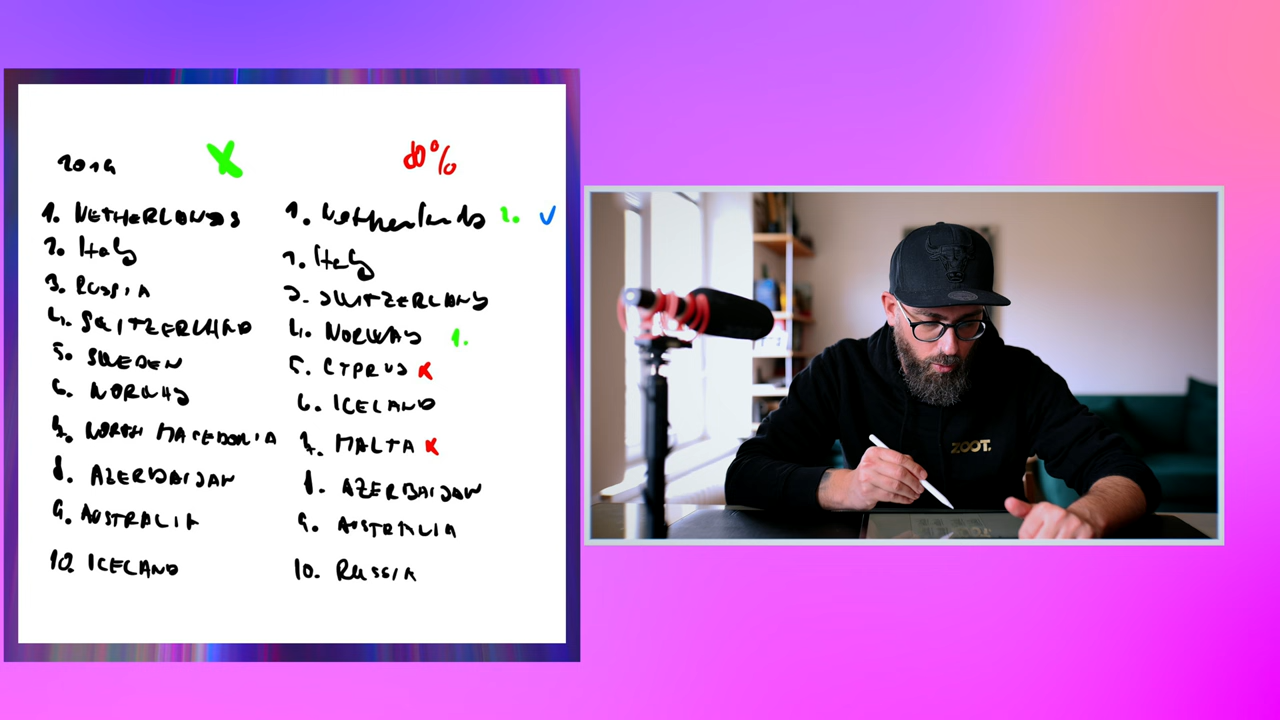 2019
80%
1. NETHERLANDS
2. Italy
3. RUSSIA
4. SWITZERLAND
5. SWEDEN
6. NORWAY
7. NORTH MACEDONIA
8. AZERBAIJAN
9. AUSTRALIA
10. ICELAND
1. Netherlands 2.
2. Italy
3. SWITZERLAND
4. NORWAY 1.
5. CYPRUS x
6. ICELAND
7. MALTA x
8. AZERBAIJAN
9. AUSTRALIA
10. RUSSIA
ZOOT.